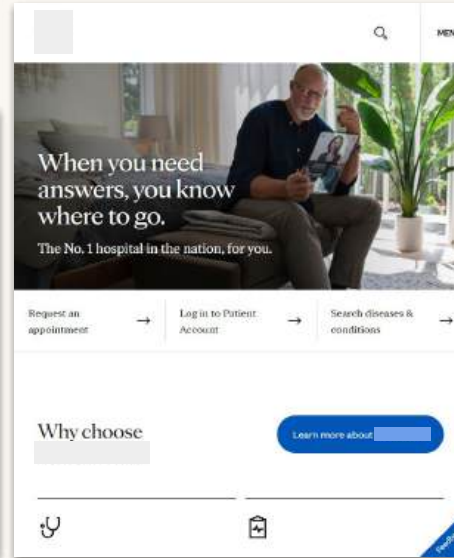 MEN
When you need
answers, you know
where to go.
The No. 1 hospital in the nation, for you.
Request an
appointment
→
Log in to Patient
Account
→
Search diseases &
conditions
→
Why choose
Learn more about
Feedba